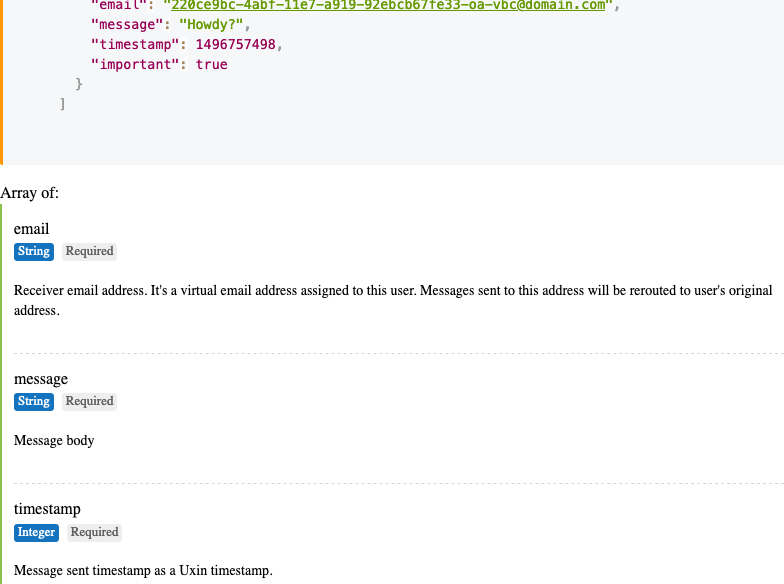 "email": "220ce9bc-4abf-11e7-a919-92ebcb67fe33-oa-vbc@domain.com",
"message": "Howdy?",
"timestamp": 1496757498,
"important": true
}
]
Array of:
email
String Required
Receiver email address. It's a virtual email address assigned to this user. Messages sent to this address will be rerouted to user's original
address.
message
String Required
Message body
timestamp
Integer Required
Message sent timestamp as a Uxin timestamp.